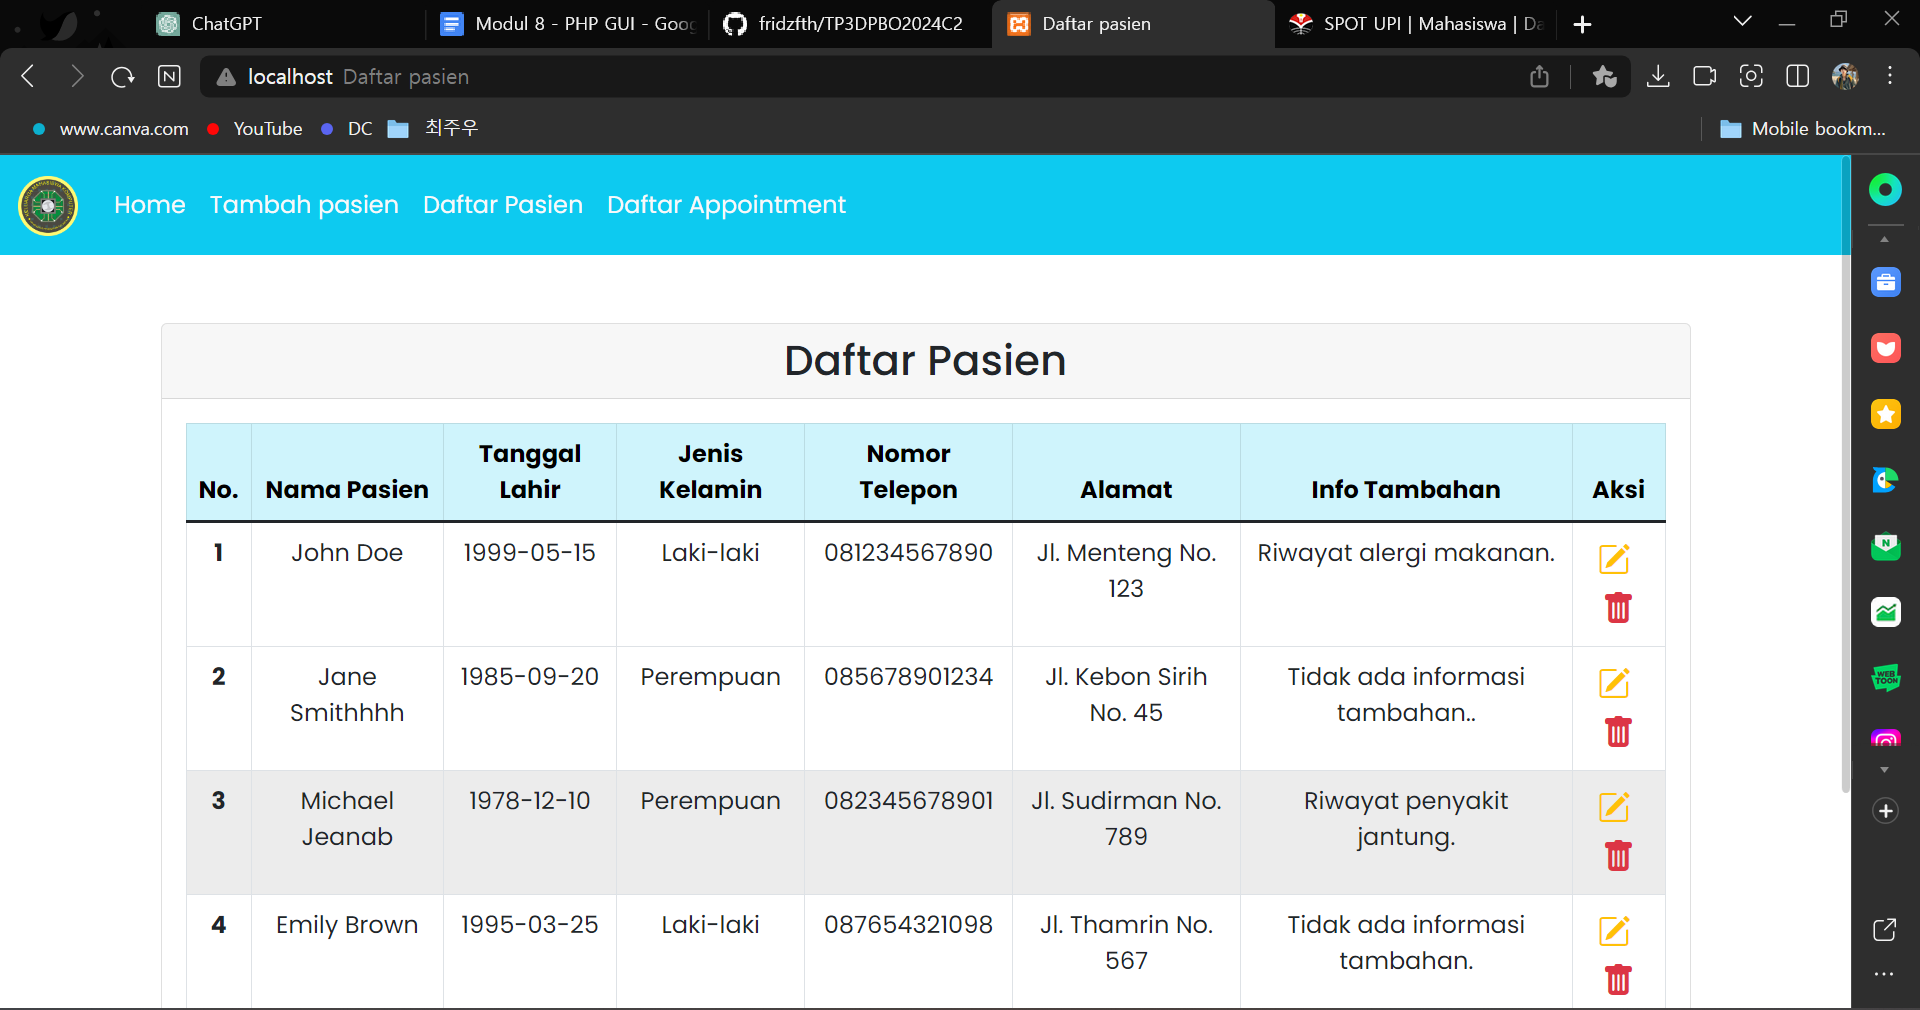 ChatGPT
Modul 8 - PHP GUI - Goog
fridzfth/TP3DPBO2024C2
Daftar pasien
SPOT UPI | Mahasiswa | Da
localhost Daftar pasien
www.canva.com
YouTube
DC
최주우
Mobile bookm...
Home
Tambah pasien
Daftar Pasien
Daftar Appointment
Daftar Pasien
No.
Nama Pasien
Tanggal
Lahir
Jenis
Kelamin
Nomor
Telepon
Alamat
Info Tambahan
Aksi
1
John Doe
1999-05-15
Laki-laki
081234567890
Jl. Menteng No.
123
Riwayat alergi makanan.
2
Jane
Smithhhh
1985-09-20
Perempuan
085678901234
Jl. Kebon Sirih
No. 45
Tidak ada informasi
tambahan..
3
Michael
Jeanab
1978-12-10
Perempuan
082345678901
Jl. Sudirman No.
789
Riwayat penyakit
jantung.
4
Emily Brown
1995-03-25
Laki-laki
087654321098
Jl. Thamrin No.
567
Tidak ada informasi
tambahan.
N
N
WEB
TOON